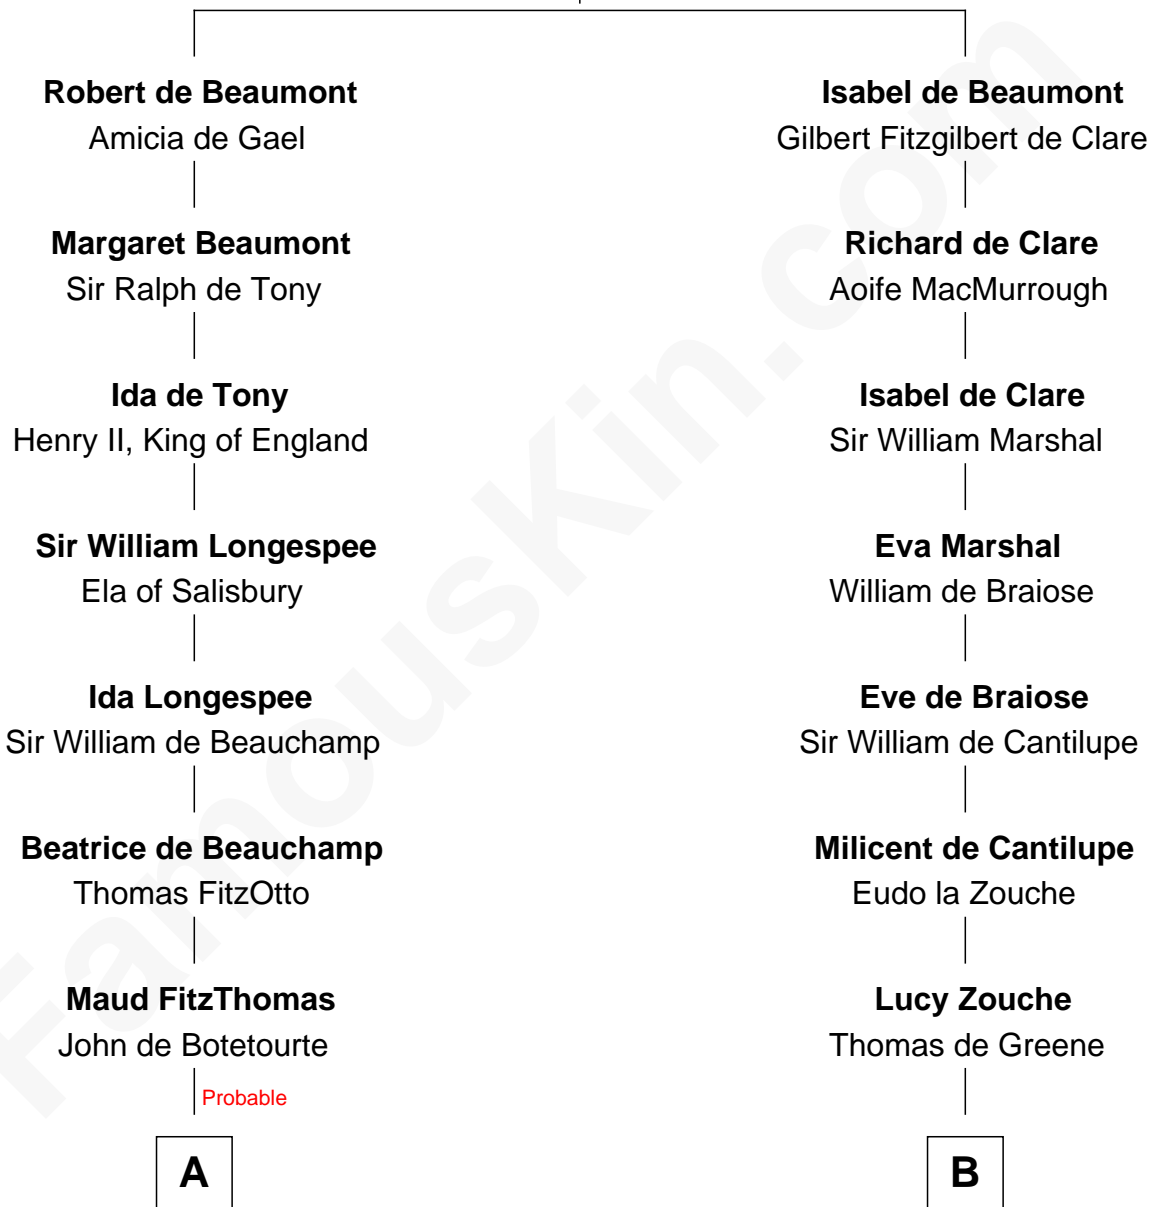 Robert de Beaumont
Amicia de Gael
Isabel de Beaumont
Gilbert Fitzgilbert de Clare
Margaret Beaumont
Sir Ralph de Tony
Richard de Clare
Aoife MacMurrough
Ida de Tony
Henry II, King of England
Isabel de Clare
Sir William Marshal
Sir William Longespee
Ela of Salisbury
Eva Marshal
William de Braiose
Ida Longespee
Sir William de Beauchamp
Eve de Braiose
Sir William de Cantilupe
Beatrice de Beauchamp
Thomas FitzOtto
Milicent de Cantilupe
Eudo la Zouche
Maud FitzThomas
John de Botetourte
Lucy Zouche
Thomas de Greene
Probable
A
B
FamousKin.com